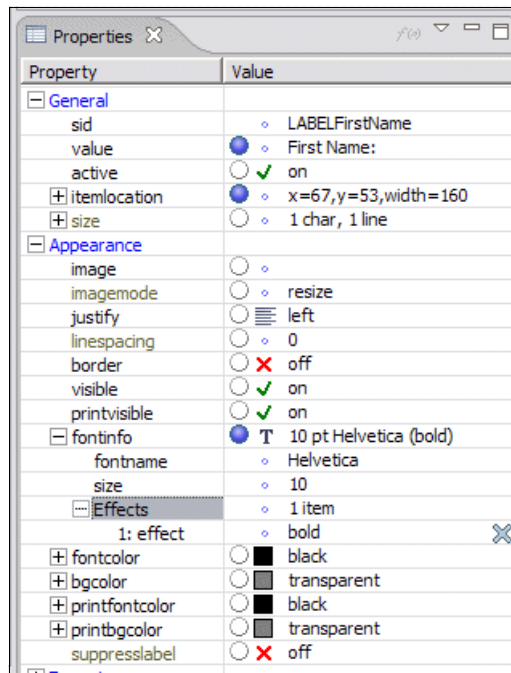 Properties
Property Value
General
sid LABELFirstName
value First Name:
active on
itemlocation x=67,y=53,width=160
size 1 char, 1 line
Appearance
image
imagemode resize
justify left
linespacing 0
border off
visible on
printvisible on
fontinfo T 10 pt Helvetica (bold)
fontname Helvetica
size 10
Effects 1 item
1: effect bold
fontcolor black
bgcolor transparent
printfontcolor black
printbgcolor transparent
suppresslabel off